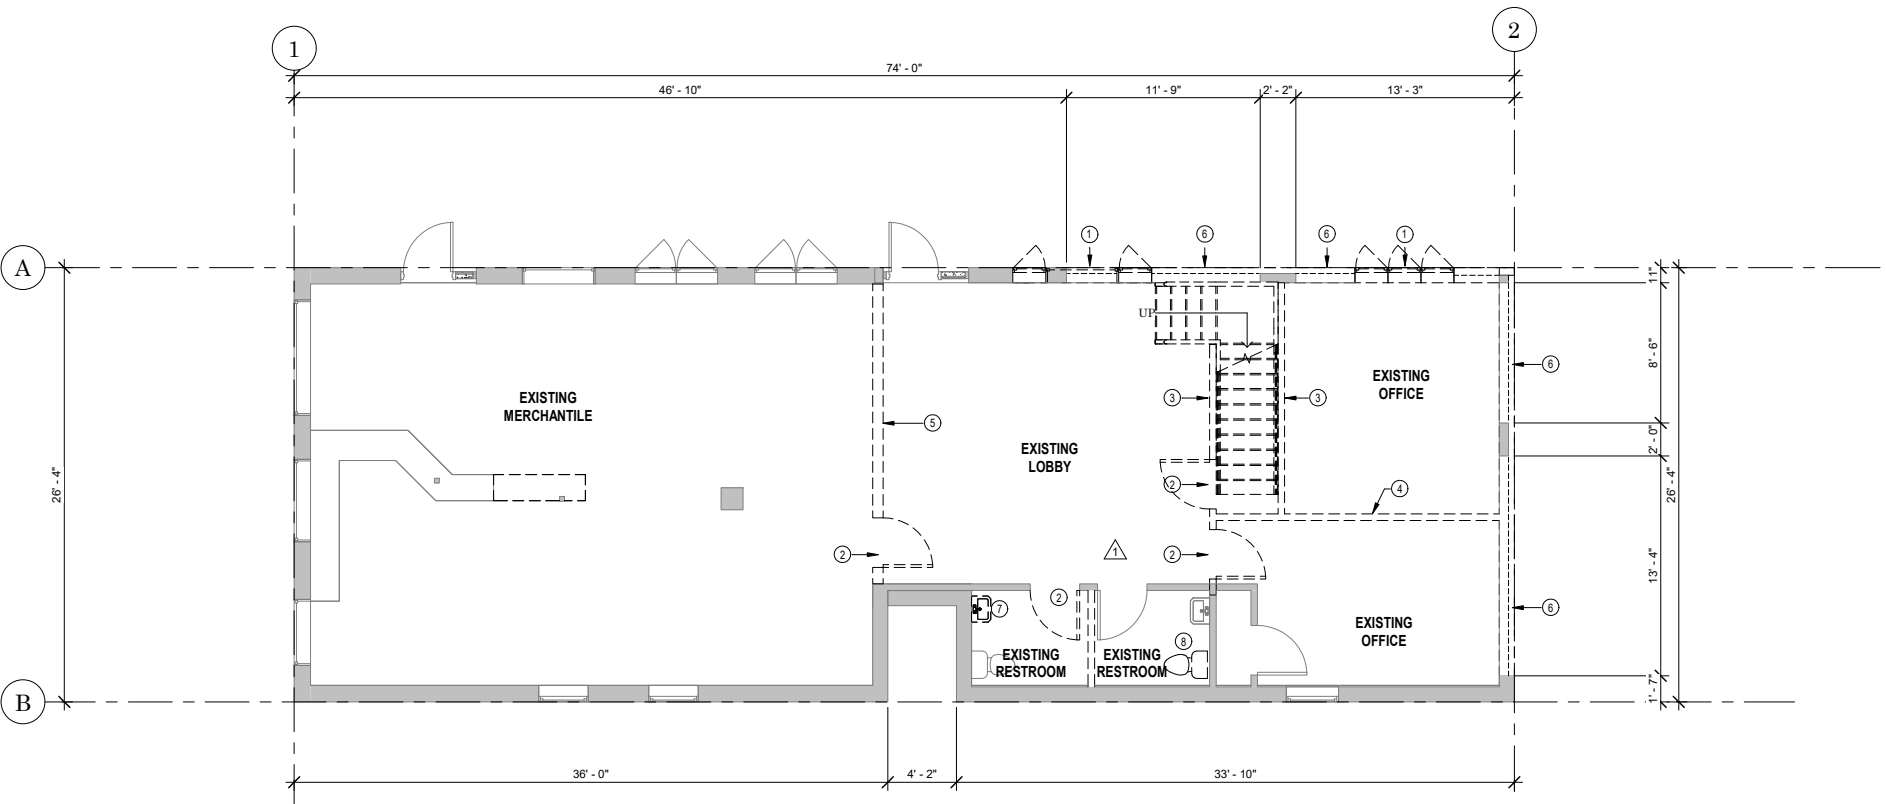 1
2
74' - 0"
46' - 10"
11' - 9"
2' - 2"
13' - 3"
A
1
6
6
1
11"
UP
8' - 6"
6
EXISTING
MERCHANTILE
3
3
EXISTING
OFFICE
5
EXISTING
LOBBY
2' - 0"
26' - 4"
26' - 4"
2
4
2
1
2
13' - 4"
7
2
6
EXISTING
RESTROOM
8
EXISTING
RESTROOM
EXISTING
OFFICE
1' - 7"
B
36' - 0"
4' - 2"
33' - 10"